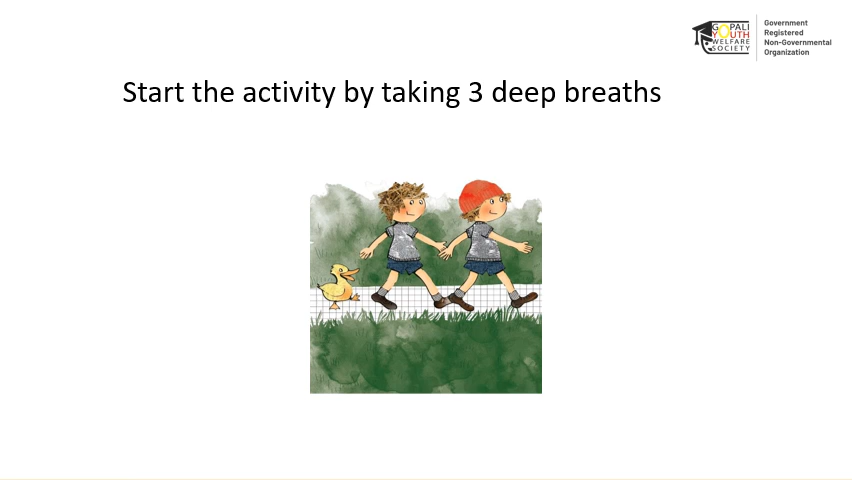 GOPALI
YOUTH
WELFARE
SOCIETY
Government
Registered
Non-Governmental
Organization
Start the activity by taking 3 deep breaths